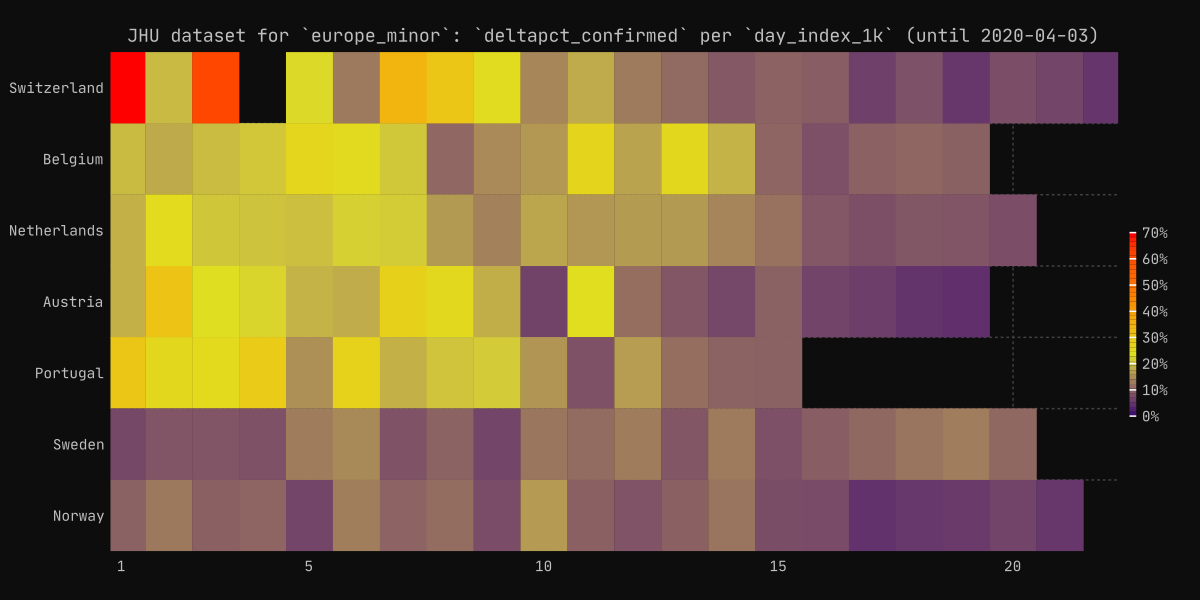 JHU dataset for `europe_minor`: `deltapct_confirmed` per `day_index_1k` (until 2020-04-03)
Switzerland
Belgium
Netherlands
Austria
Portugal
Sweden
Norway
1 5 10 15 20
70%
60%
50%
40%
30%
20%
10%
0%